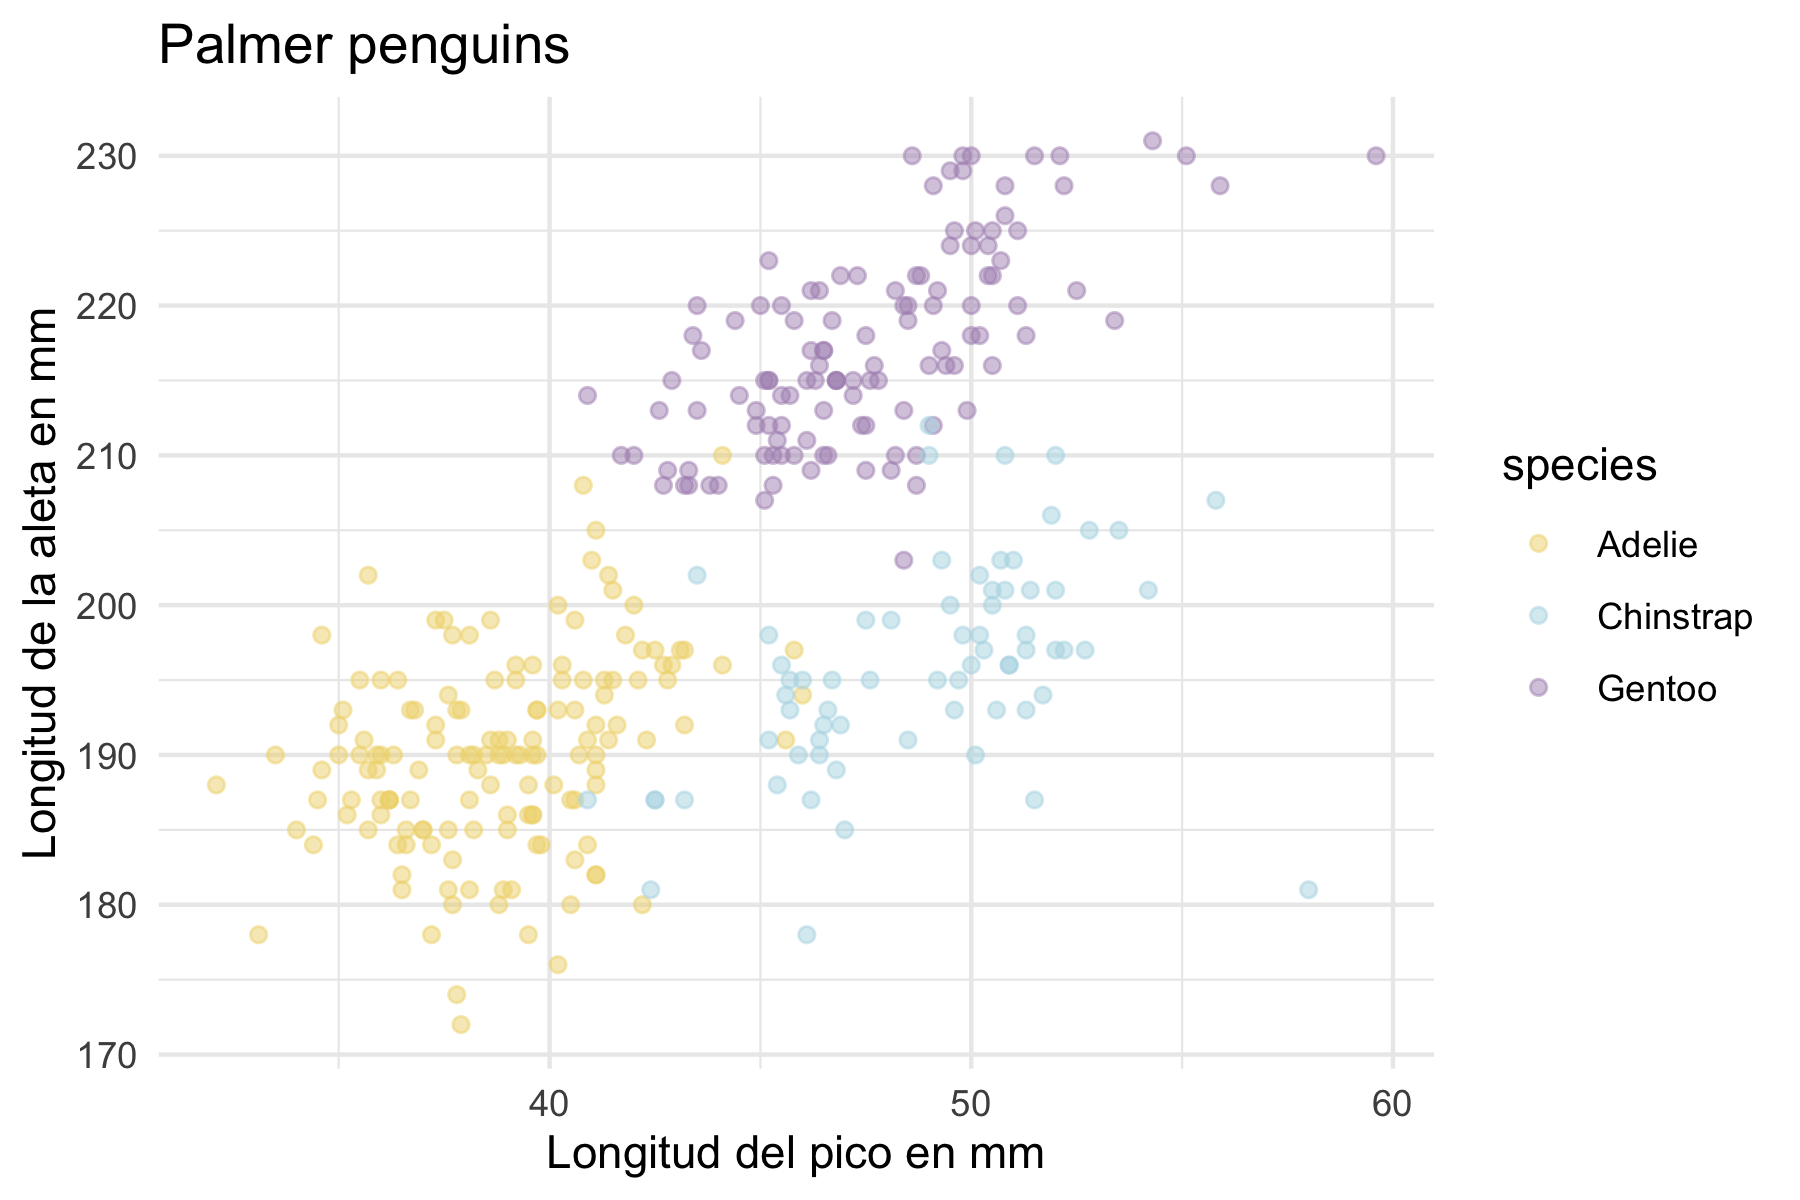 Palmer penguins
Longitud de la aleta en mm
230
220
210
200
190
180
170
40 50 60
Longitud del pico en mm
species
Adelie
Chinstrap
Gentoo